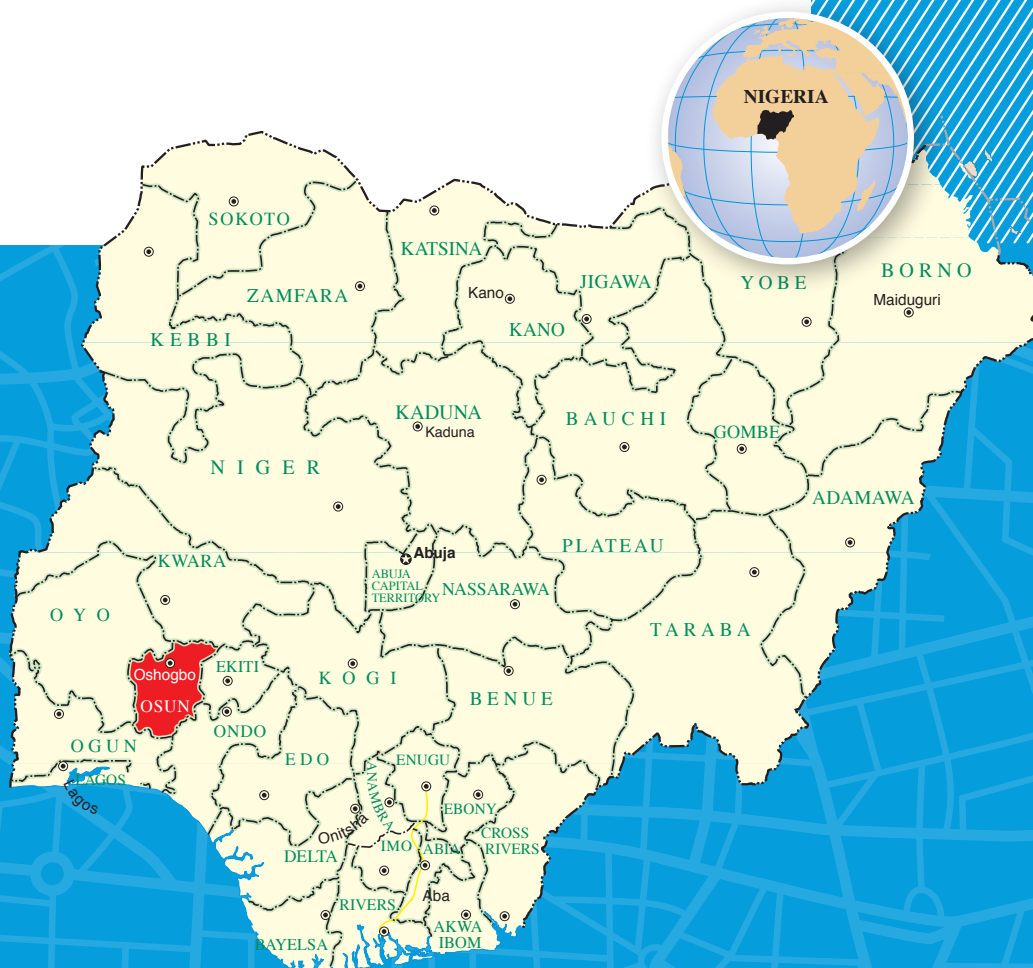 NIGERIA
SOKOTO
KATSINA
JIGAWA
YOBE
BORNO
Maiduguri
ZAMFARA
Kano
KANO
KEBBI
KADUNA
Kaduna
BAUCHI
GOMBE
NIGER
ADAMAWA
Abuja
PLATEAU
KWARA
ABUJA
CAPITAL
TERRITORY
NASSARAWA
OYO
TARABA
Oshogbo
EKITI
KOGI
OSUN
BENUE
ONDO
OGUN
EDO
ENUGU
LAGOS
Lagos
ANAMBRA
EBONY
Onitsha
CROSS
RIVERS
IMO
ABIA
DELTA
Aba
RIVERS
AKWA
IBOM
BAYELSA